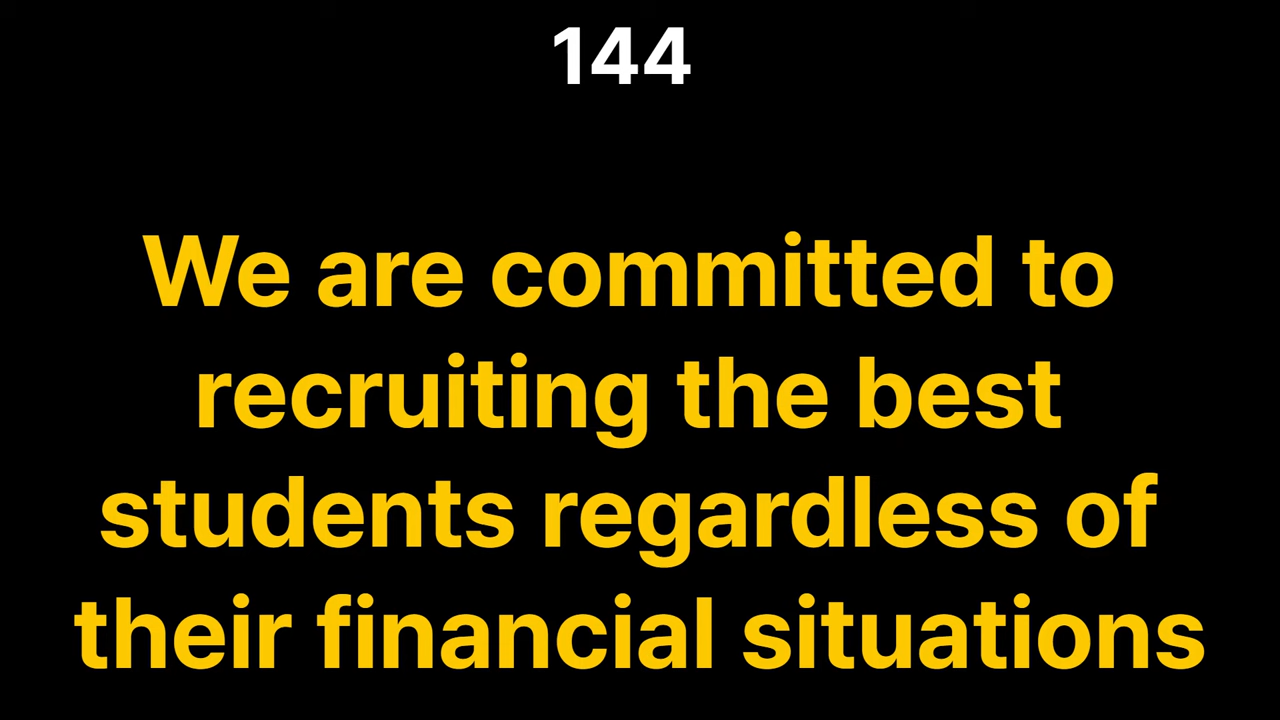 144
We are committed to
recruiting the best
students regardless of
their financial situations